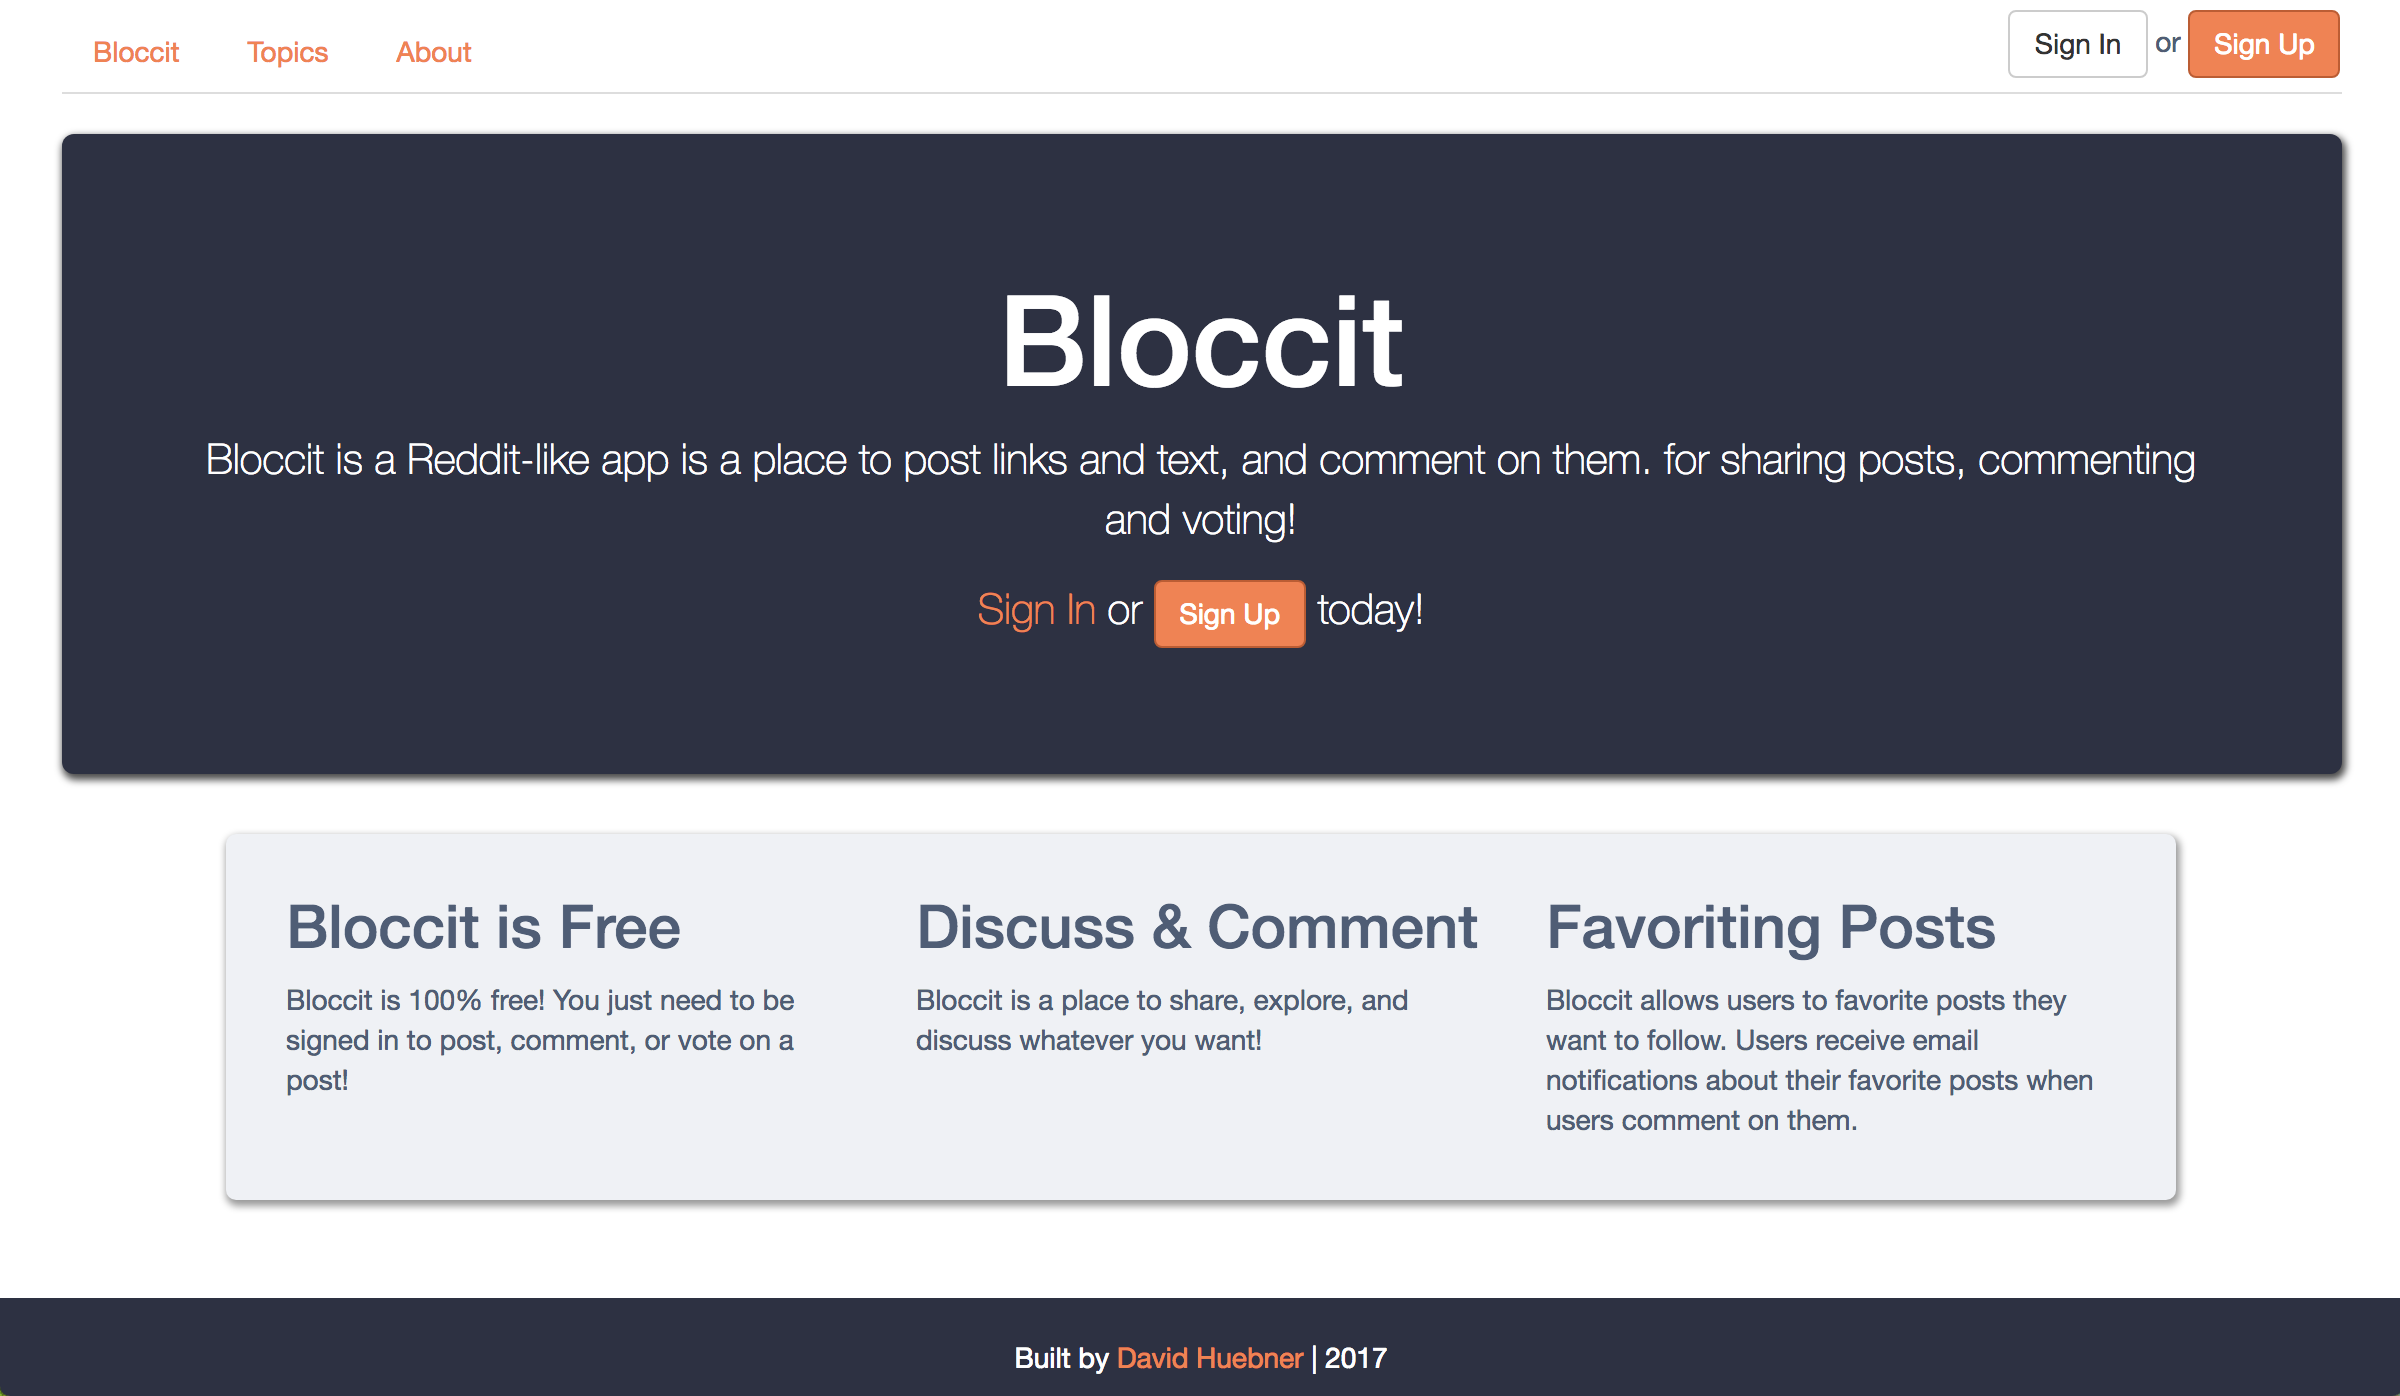 Bloccit Topics About Sign In or Sign Up
Bloccit
Bloccit is a Reddit-like app is a place to post links and text, and comment on them. for sharing posts, commenting
and voting!
Sign In or Sign Up today!
Bloccit is Free
Bloccit is 100% free! You just need to be
signed in to post, comment, or vote on a
post!
Discuss & Comment
Bloccit is a place to share, explore, and
discuss whatever you want!
Favoriting Posts
Bloccit allows users to favorite posts they
want to follow. Users receive email
notifications about their favorite posts when
users comment on them.
Built by David Huebner | 2017